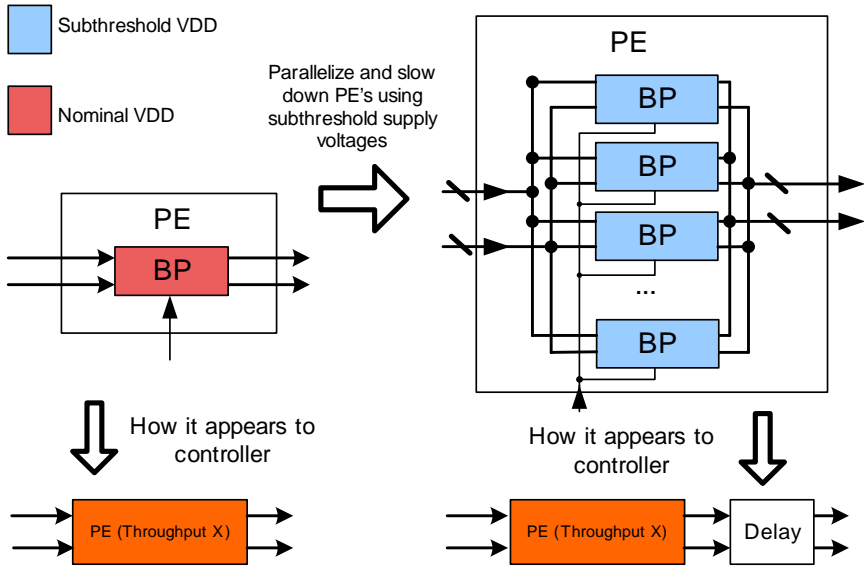 Subthreshold VDD
Nominal VDD
Parallelize and slow
down PE's using
subthreshold supply
voltages
PE
BP
PE
BP
BP
BP
...
BP
How it appears to
controller
How it appears to
controller
PE (Throughput X)
PE (Throughput X)
Delay